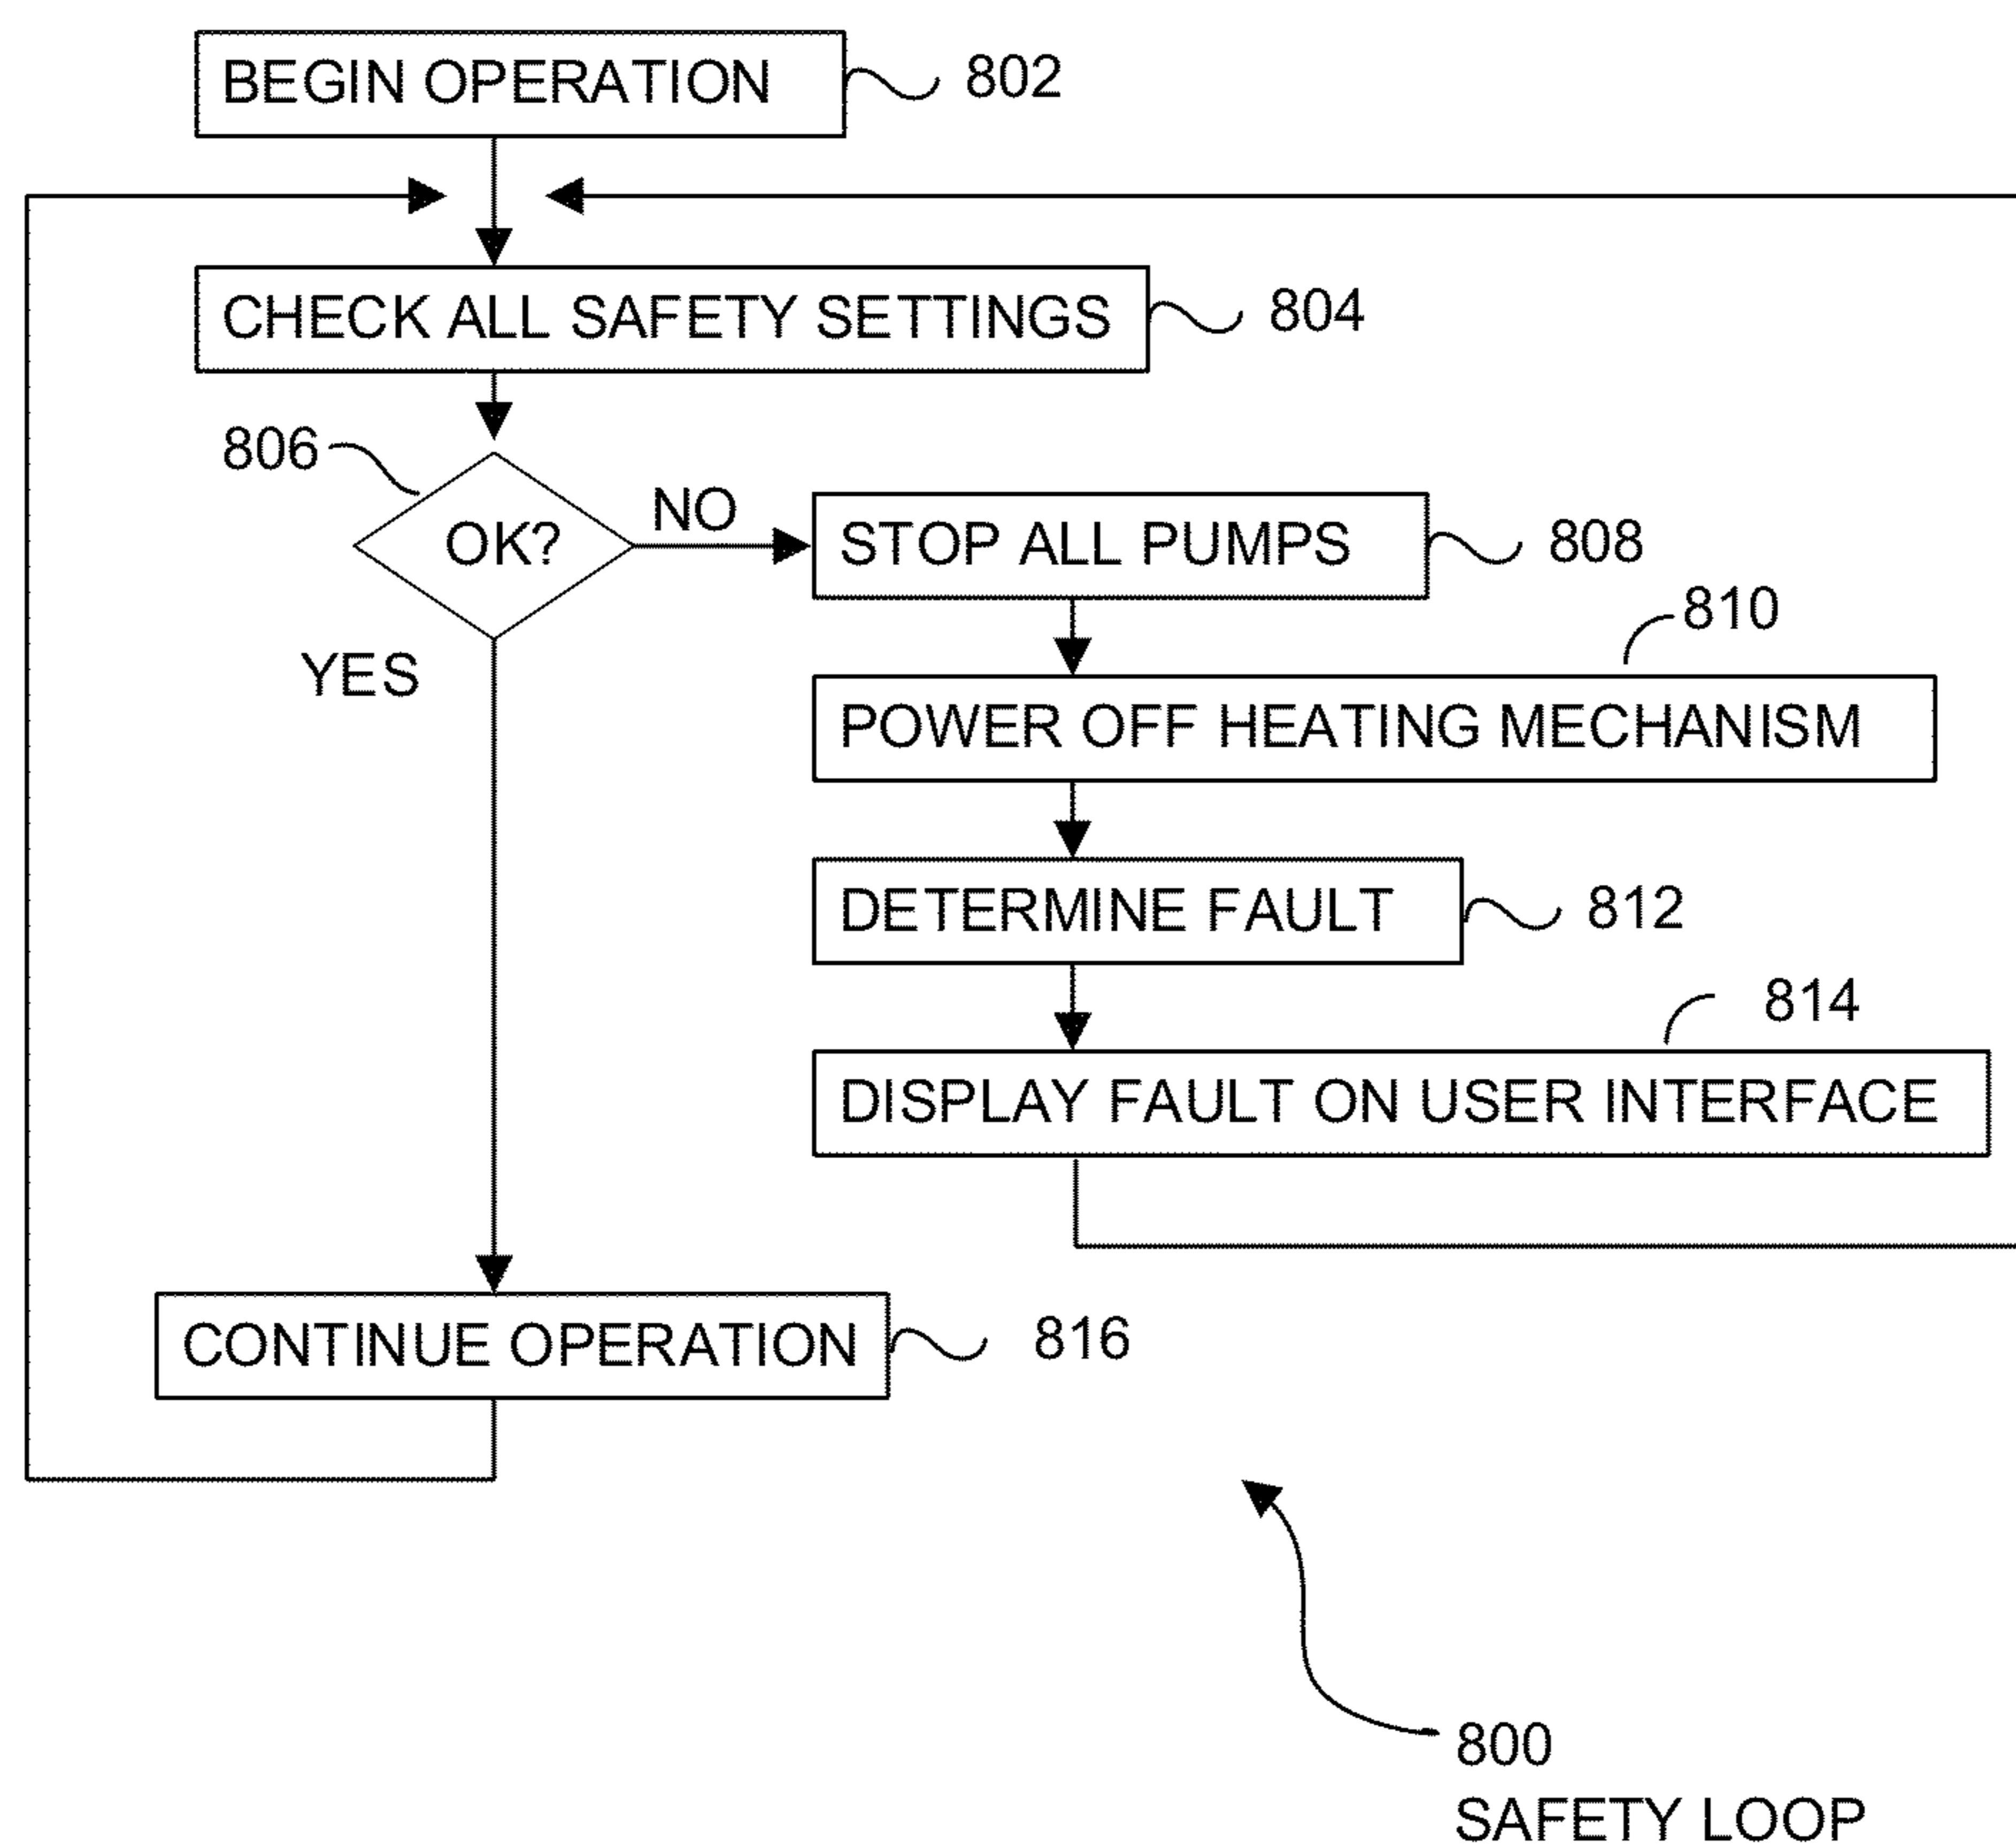 BEGIN OPERATION
802
CHECK ALL SAFETY SETTINGS
804
806
OK?
NO
STOP ALL PUMPS
808
YES
810
POWER OFF HEATING MECHANISM
DETERMINE FAULT
812
814
DISPLAY FAULT ON USER INTERFACE
CONTINUE OPERATION
816
800
SAFETY LOOP